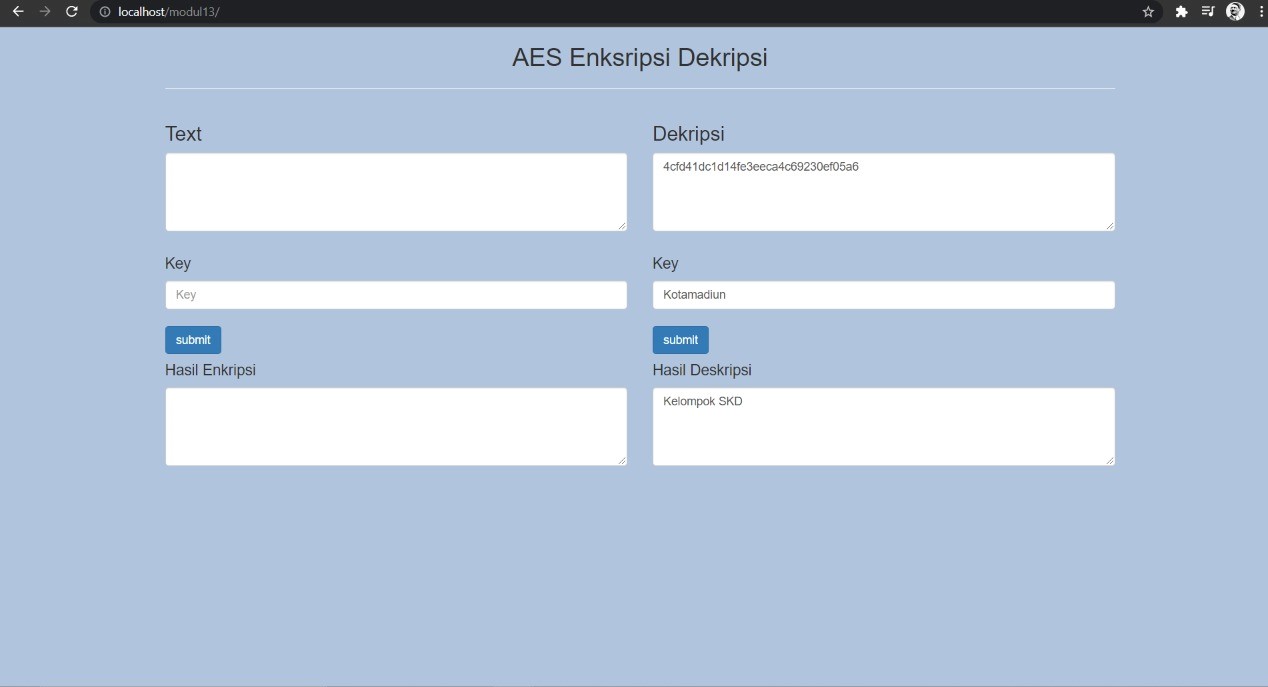 localhost/modul13/
AES Enksripsi Dekripsi
Text
Dekripsi
4cfd41dc1d14fe3eeca4c69230ef05a6
Key
Key
Key
Kotamadiun
submit
submit
Hasil Enkripsi
Hasil Deskripsi
Kelompok SKD